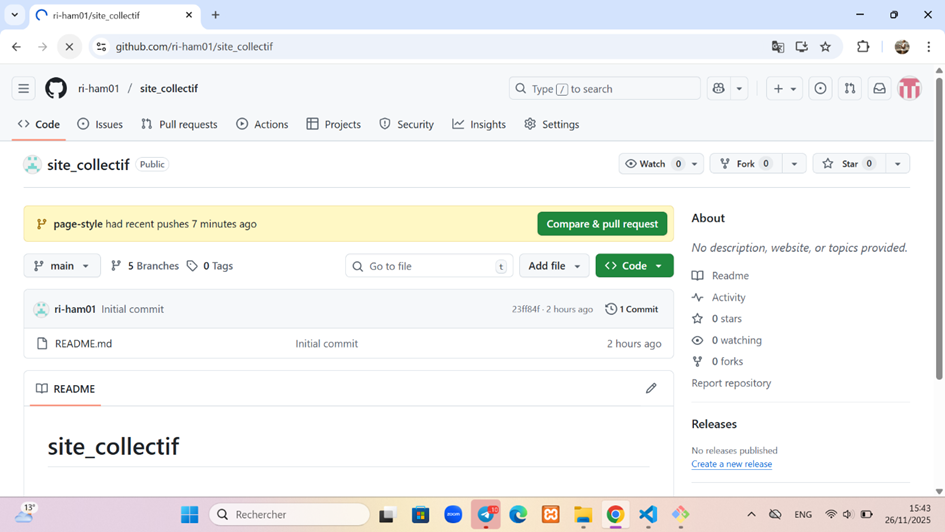 ri-ham01/site_collectif
github.com/ri-ham01/site_collectif
ri-ham01 / site_collectif
Type / to search
Code Issues Pull requests Actions Projects Security Insights Settings
site_collectif Public
Watch 0 Fork 0 Star 0
page-style had recent pushes 7 minutes ago
Compare & pull request
main 5 Branches 0 Tags
Go to file t
Add file
Code
ri-ham01 Initial commit 23ff84f · 2 hours ago 1 Commit
README.md Initial commit 2 hours ago
README
site_collectif
About
No description, website, or topics provided.
Readme
Activity
0 stars
0 watching
0 forks
Report repository
Releases
No releases published
Create a new release
13°
Rechercher
zoom
ENG
15:43
26/11/2025